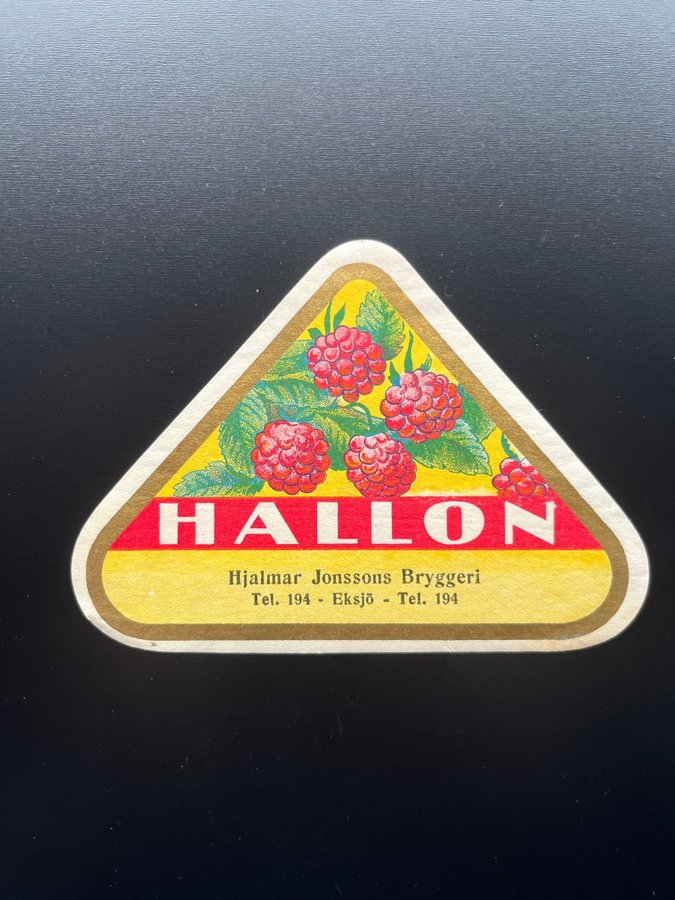 HALLON
Hjalmar Jonssons Bryggeri
Tel. 194 - Eksjö - Tel. 194